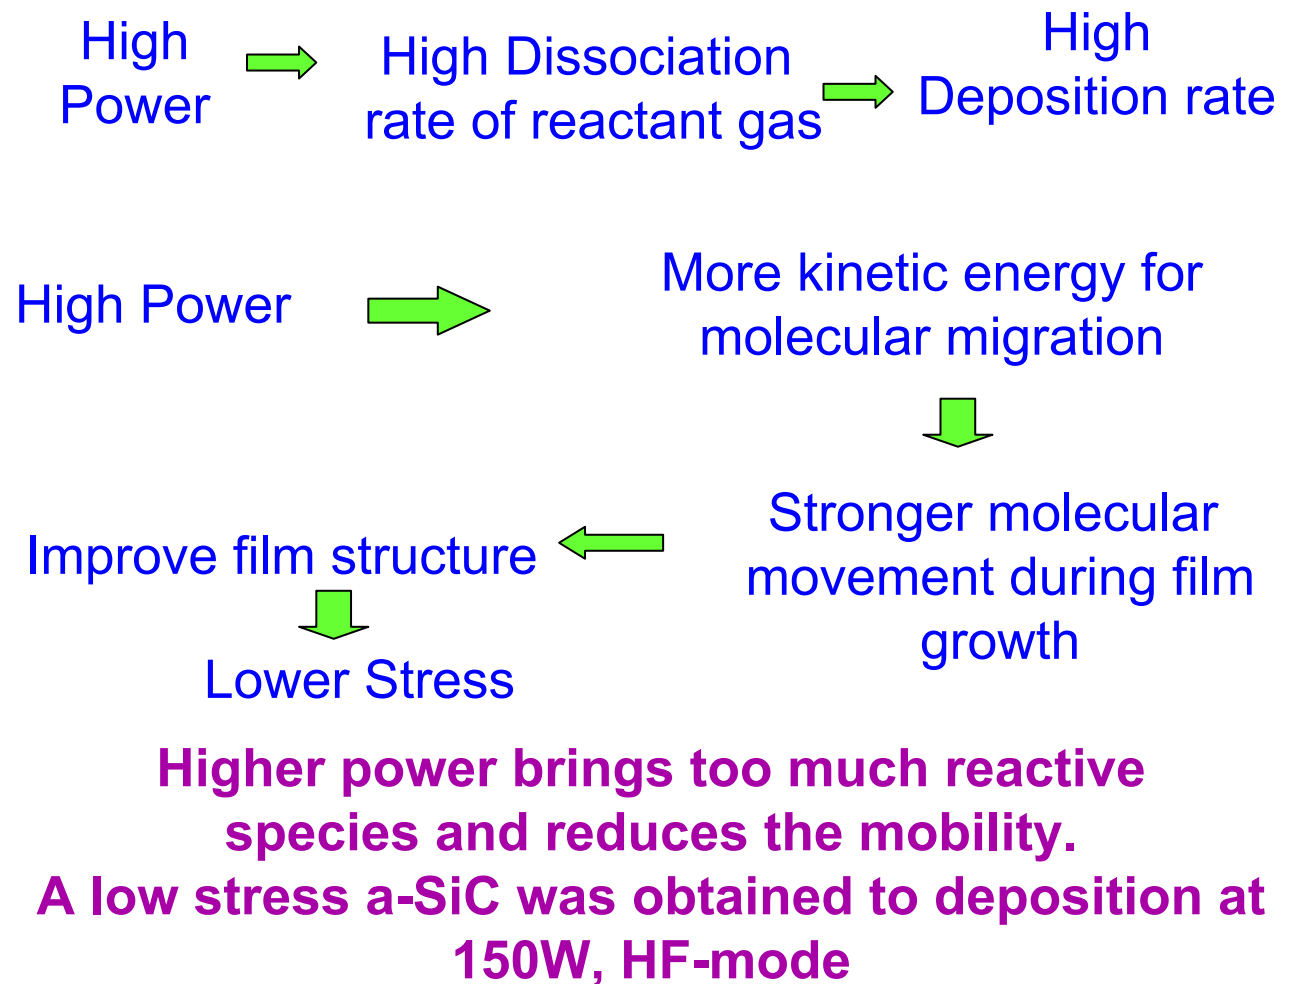 High
Power
High Dissociation
rate of reactant gas
High
Deposition rate
High Power
More kinetic energy for
molecular migration
Stronger molecular
movement during film
growth
Improve film structure
Lower Stress
Higher power brings too much reactive
species and reduces the mobility.
A low stress a-SiC was obtained to deposition at
150W, HF-mode